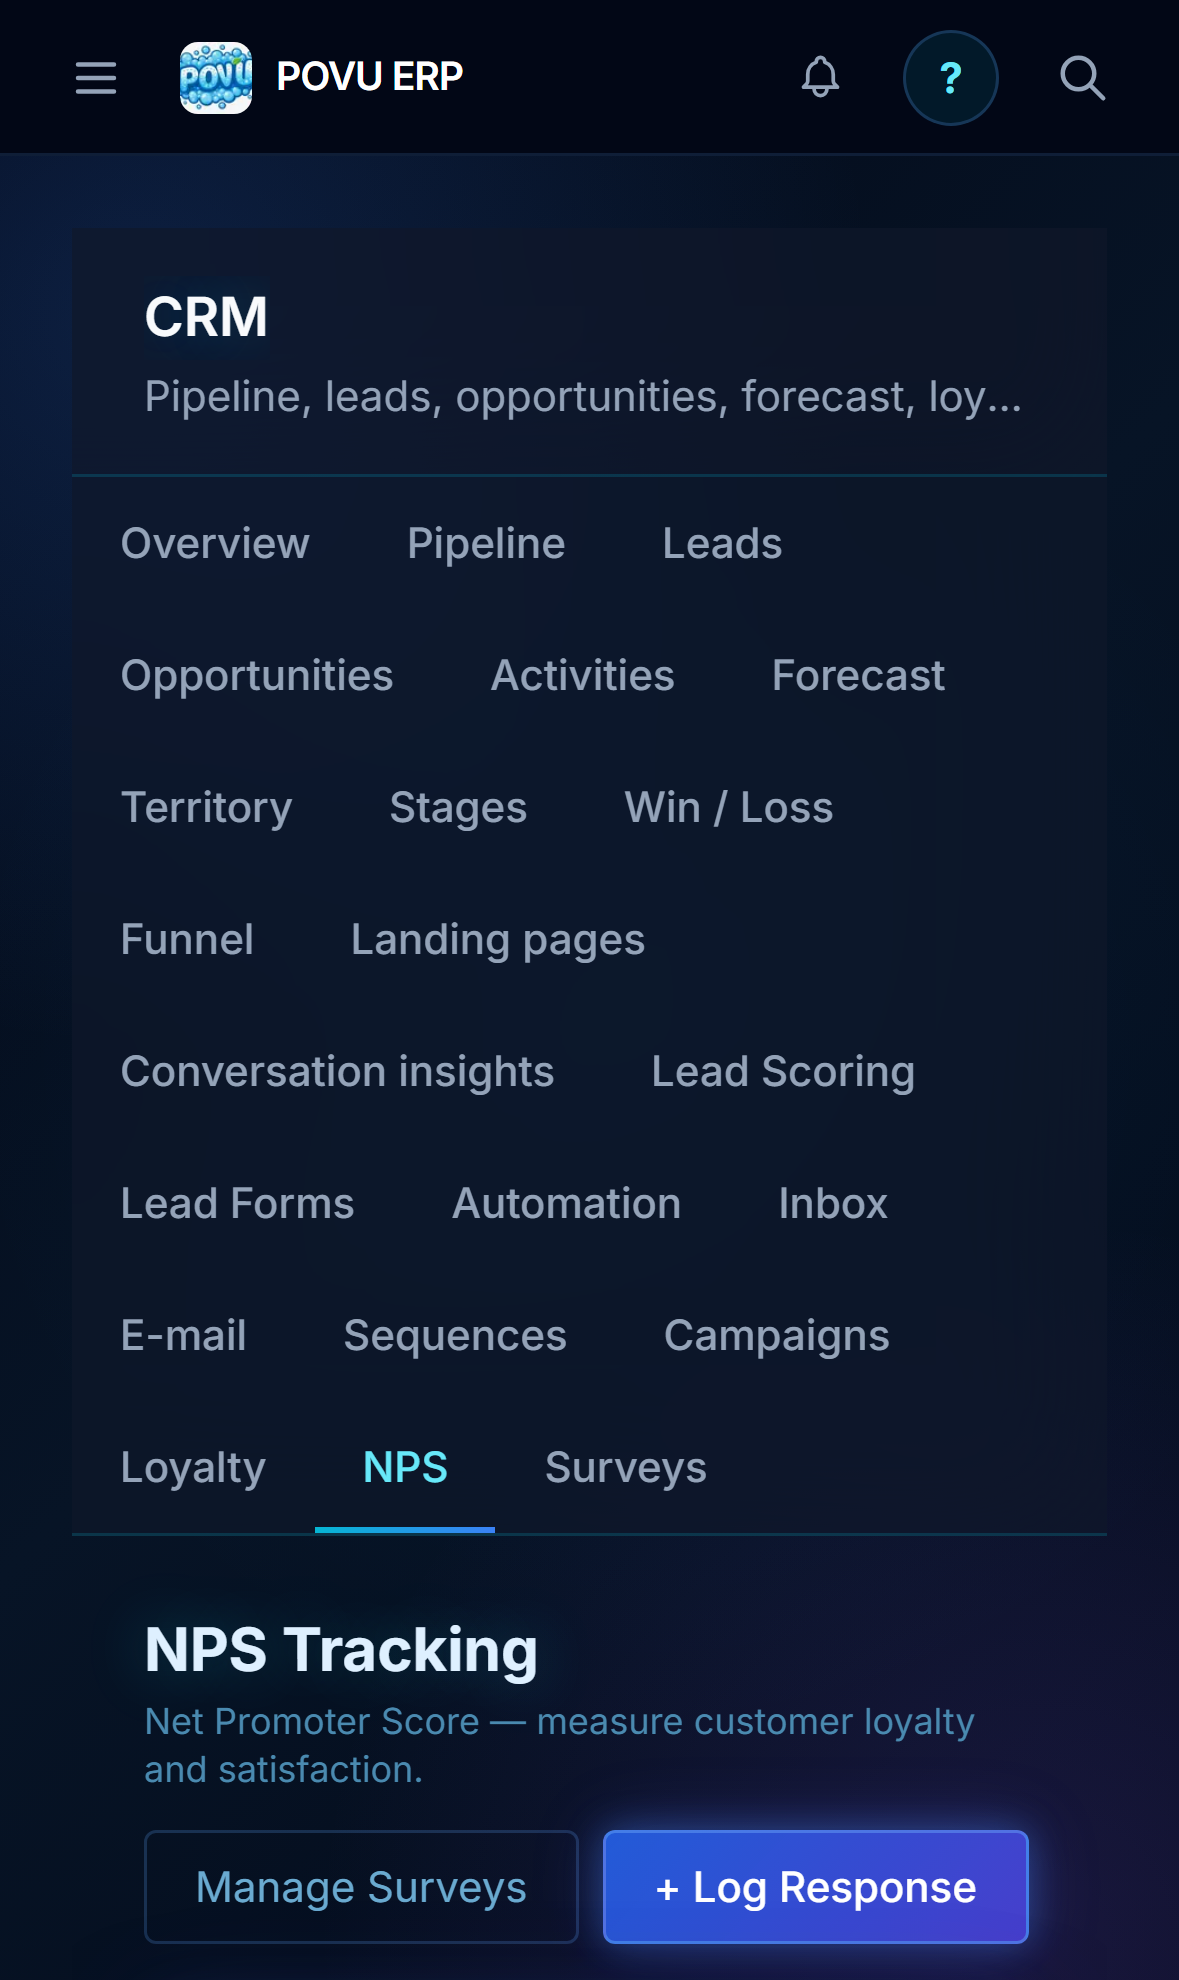 POVU
POVU ERP
?
CRM
Pipeline, leads, opportunities, forecast, loy...
Overview Pipeline Leads
Opportunities Activities Forecast
Territory Stages Win / Loss
Funnel Landing pages
Conversation insights Lead Scoring
Lead Forms Automation Inbox
E-mail Sequences Campaigns
Loyalty NPS Surveys
NPS Tracking
Net Promoter Score — measure customer loyalty
and satisfaction.
Manage Surveys + Log Response